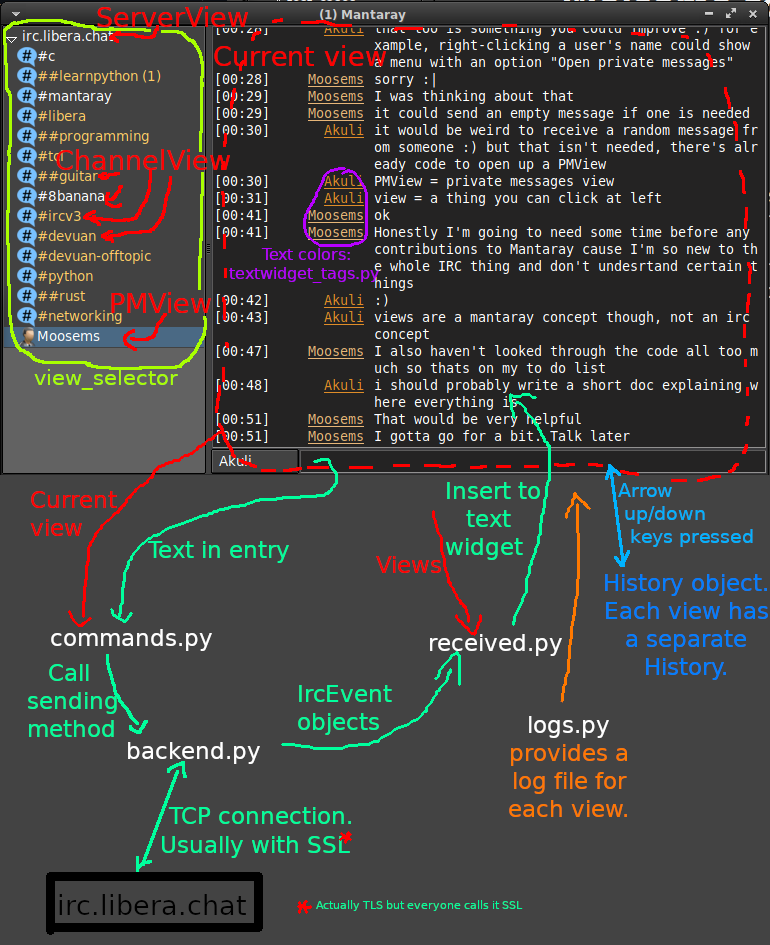 (1) Mantaray
ServerView
irc.libera.chat
#c
##learnpython (1)
#mantaray
#libera
##programming
#tcl
ChannelView
##guitar
#8banana
#ircv3
#devuan
#devuan-offtopic
#python
##rust
PMView
#networking
Moosems
view_selector
Current view
[00:28] Akuli that too is something you could improve :) for e
xample, right-clicking a user's name could show
a menu with an option "Open private messages"
[00:28] Moosems sorry :|
[00:29] Moosems I was thinking about that
[00:29] Moosems it could send an empty message if one is needed
[00:30] Akuli it would be weird to receive a random message fr
om someone :) but that isn't needed, there's alr
eady code to open up a PMView
[00:30] Akuli PMView = private messages view
[00:31] Akuli view = a thing you can click at left
[00:41] Moosems ok
[00:41] Moosems Honestly I'm going to need some time before any
contributions to Mantaray cause I'm so new to th
e whole IRC thing and don't undesrtand certain t
hings
Text colors:
textwidget_tags.py
[00:42] Akuli :)
[00:43] Akuli views are a mantaray concept though, not an irc
concept
[00:47] Moosems I also haven't looked through the code all too m
uch so thats on my to do list
[00:48] Akuli i should probably write a short doc explaining w
here everything is
[00:51] Moosems That would be very helpful
[00:51] Moosems I gotta go for a bit. Talk later
Akuli
Current
view
Text in entry
Insert to
text
widget
Arrow
up/down
keys pressed
Views
History object.
Each view has
a separate
History.
commands.py
received.py
Call
sending
method
IrcEvent
objects
backend.py
logs.py
provides a
log file for
each view.
TCP connection.
Usually with SSL*
irc.libera.chat
* Actually TLS but everyone calls it SSL